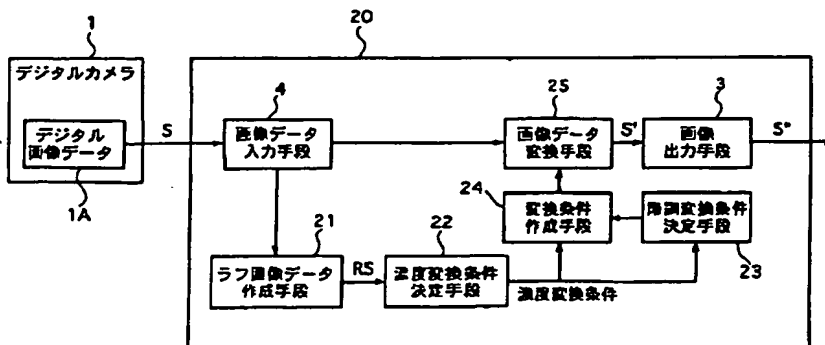 1
20
デジタルカメラ
デジタル
画像データ
1A
S
4
画像データ
入力手段
25
画像データ
変換手段
S'
3
画像
出力手段
S"
24
変換条件
作成手段
階調変換条件
決定手段
23
21
ラフ画像データ
作成手段
RS
22
濃度変換条件
決定手段
濃度変換条件